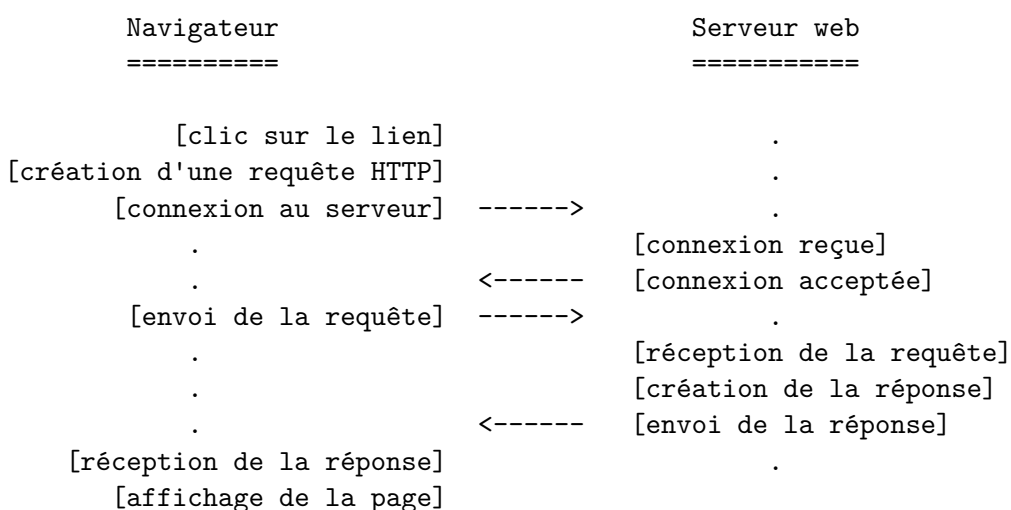 Navigateur Serveur web
========== ===========
[clic sur le lien] .
[création d'une requête HTTP] .
[connexion au serveur] ------> .
. [connexion reçue]
. <------ [connexion acceptée]
[envoi de la requête] ------> .
. [réception de la requête]
. [création de la réponse]
. <------ [envoi de la réponse]
[réception de la réponse] .
[affichage de la page]